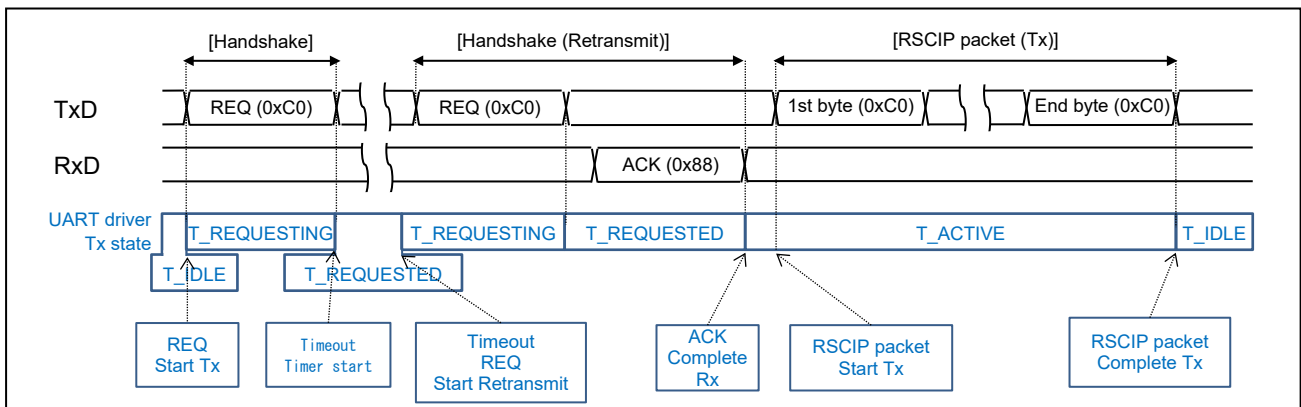 [Handshake]
[Handshake (Retransmit)]
[RSCIP packet (Tx)]
TxD
REQ (0xC0)
REQ (0xC0)
1st byte (0xC0)
End byte (0xC0)
RxD
ACK (0x88)
UART driver
Tx state
T_REQUESTING
T_REQUESTING
T_REQUESTED
T_ACTIVE
T_IDLE
T_IDLE
T_REQUESTED
REQ
Start Tx
Timeout
Timer start
Timeout
REQ
Start Retransmit
ACK
Complete
Rx
RSCIP packet
Start Tx
RSCIP packet
Complete Tx